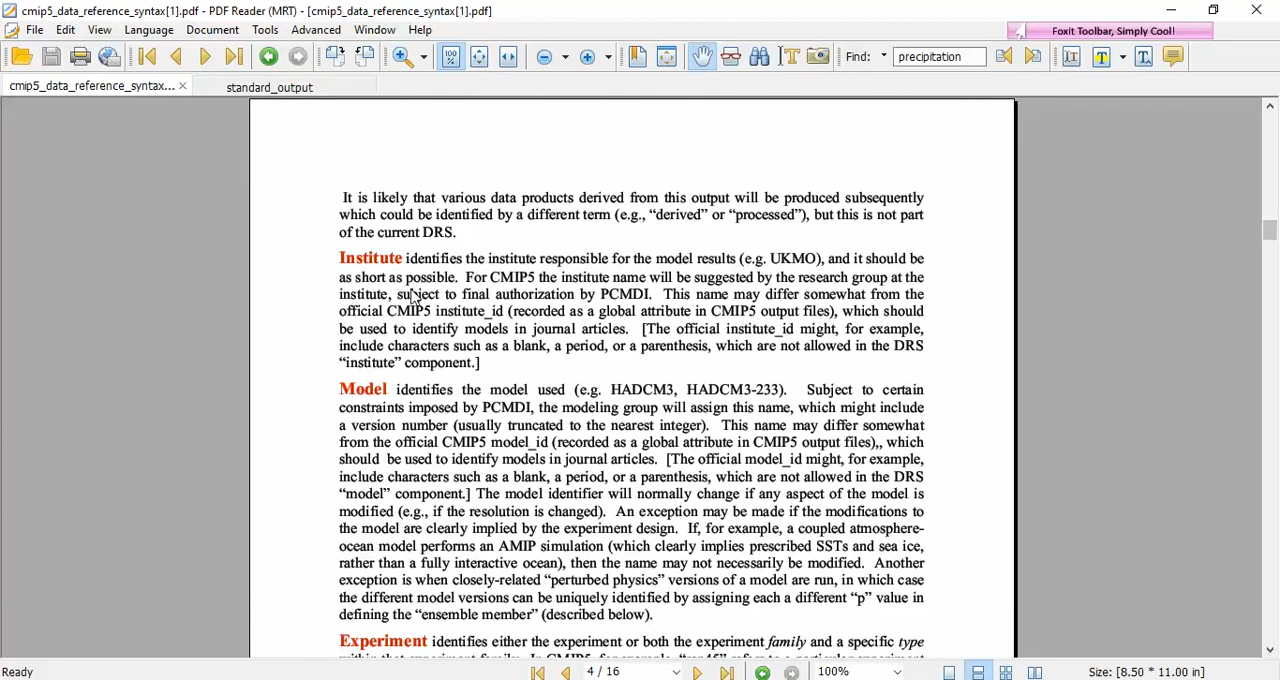 cmip5_data_reference_syntax[1].pdf - PDF Reader (MRT) - [cmip5_data_reference_syntax[1].pdf]
File Edit View Language Document Tools Advanced Window Help
Foxit Toolbar, Simply Cool!
Find: precipitation
cmip5_data_reference_syntax... standard_output
It is likely that various data products derived from this output will be produced subsequently
which could be identified by a different term (e.g., “derived” or “processed”), but this is not part
of the current DRS.
Institute identifies the institute responsible for the model results (e.g. UKMO), and it should be
as short as possible. For CMIP5 the institute name will be suggested by the research group at the
institute, subject to final authorization by PCMDI. This name may differ somewhat from the
official CMIP5 institute_id (recorded as a global attribute in CMIP5 output files), which should
be used to identify models in journal articles. [The official institute_id might, for example,
include characters such as a blank, a period, or a parenthesis, which are not allowed in the DRS
“institute” component.]
Model identifies the model used (e.g. HADCM3, HADCM3-233). Subject to certain
constraints imposed by PCMDI, the modeling group will assign this name, which might include
a version number (usually truncated to the nearest integer). This name may differ somewhat
from the official CMIP5 model_id (recorded as a global attribute in CMIP5 output files),, which
should be used to identify models in journal articles. [The official model_id might, for example,
include characters such as a blank, a period, or a parenthesis, which are not allowed in the DRS
“model” component.] The model identifier will normally change if any aspect of the model is
modified (e.g., if the resolution is changed). An exception may be made if the modifications to
the model are clearly implied by the experiment design. If, for example, a coupled atmosphere-
ocean model performs an AMIP simulation (which clearly implies prescribed SSTs and sea ice,
rather than a fully interactive ocean), then the name may not necessarily be modified. Another
exception is when closely-related “perturbed physics” versions of a model are run, in which case
the different model versions can be uniquely identified by assigning each a different “p” value in
defining the “ensemble member” (described below).
Experiment identifies either the experiment or both the experiment family and a specific type
Ready 4 / 16 100% Size: [8.50 * 11.00 in]